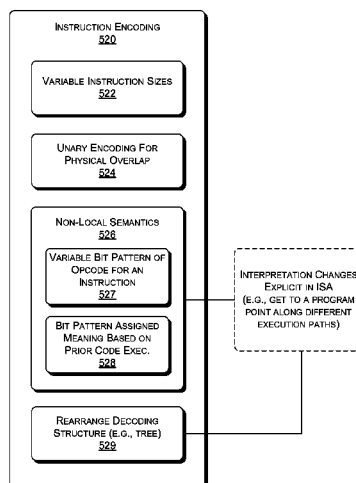 INSTRUCTION ENCODING
520
VARIABLE INSTRUCTION SIZES
522
UNARY ENCODING FOR
PHYSICAL OVERLAP
524
NON-LOCAL SEMANTICS
526
VARIABLE BIT PATTERN OF
OPCODE FOR AN
INSTRUCTION
527
BIT PATTERN ASSIGNED
MEANING BASED ON
PRIOR CODE EXEC.
528
REARRANGE DECODING
STRUCTURE (E.G., TREE)
529
INTERPRETATION CHANGES
EXPLICIT IN ISA
(E.G., GET TO A PROGRAM
POINT ALONG DIFFERENT
EXECUTION PATHS)